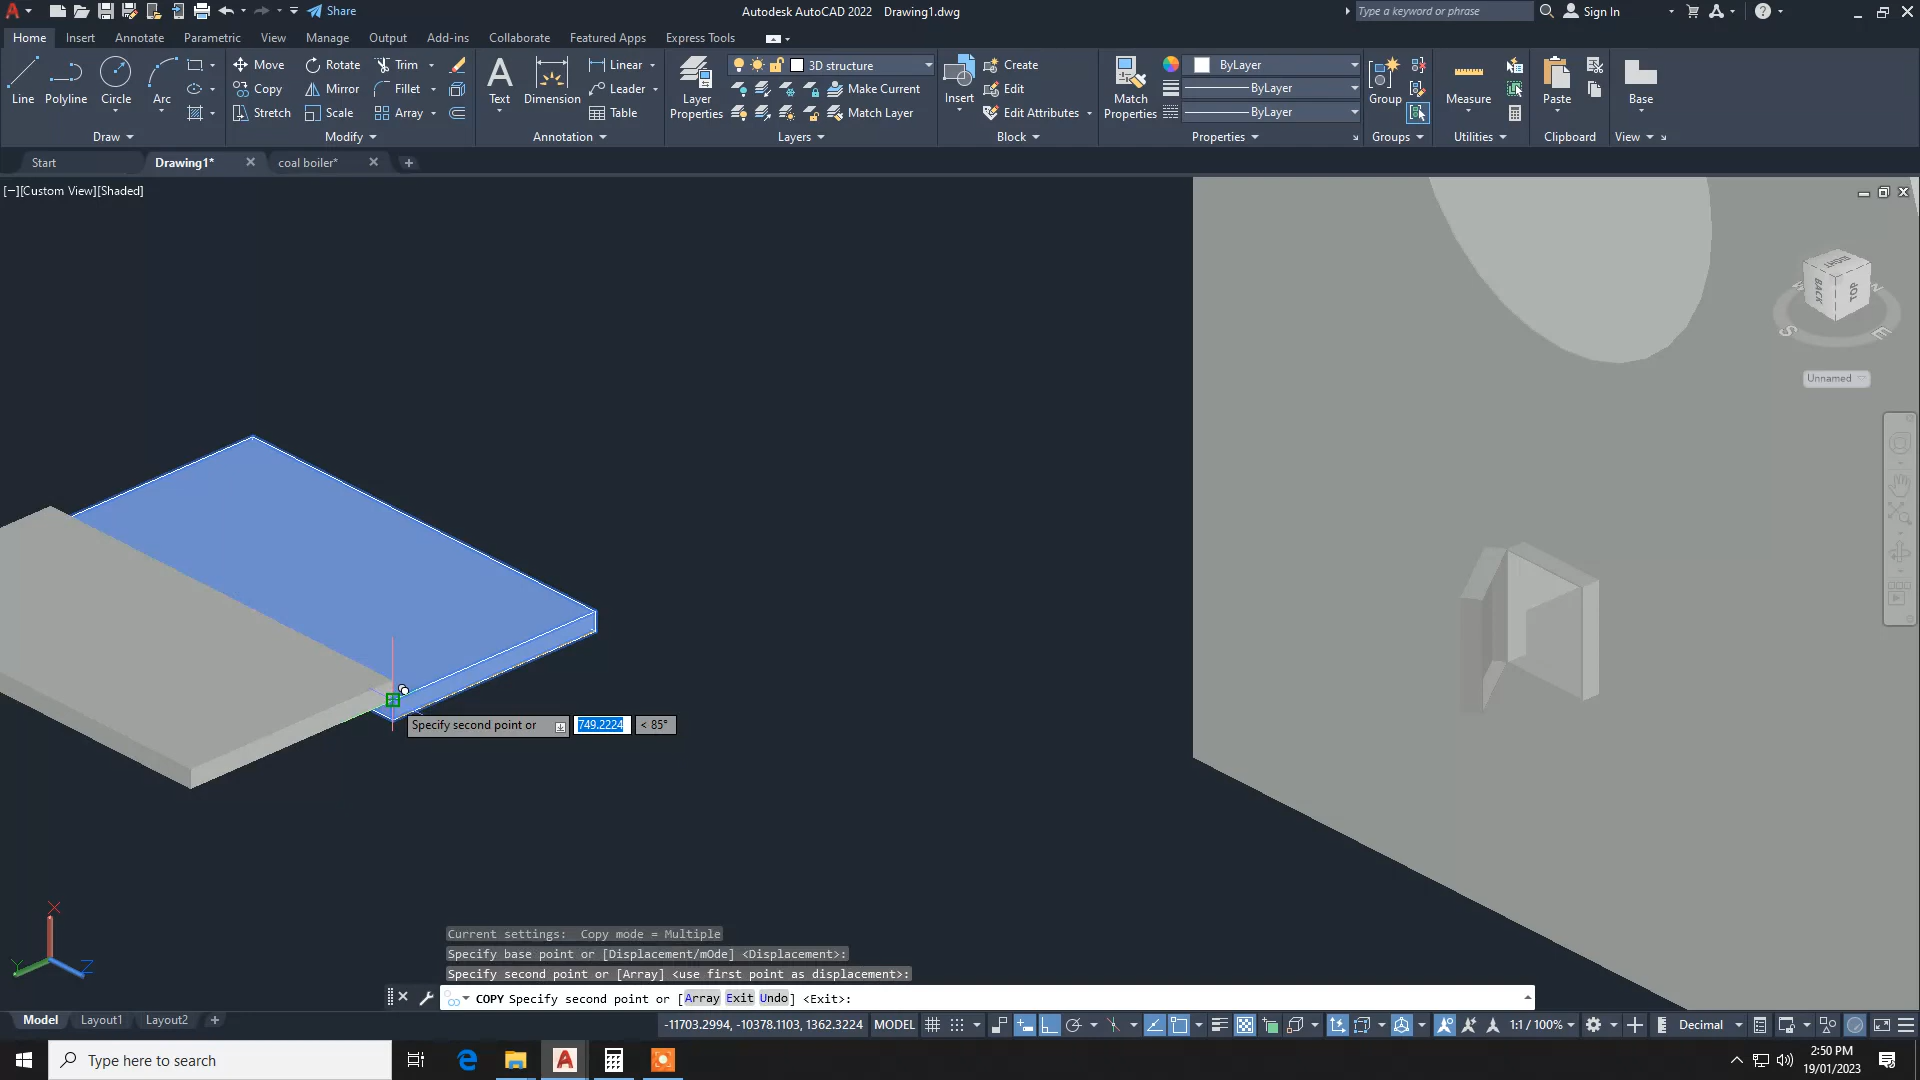 Share
Autodesk AutoCAD 2022 Drawing1.dwg
Type a keyword or phrase
Sign In
Home Insert Annotate Parametric View Manage Output Add-ins Collaborate Featured Apps Express Tools
Line Polyline Circle Arc
Move Rotate Trim
Copy Mirror Fillet
Stretch Scale Array
Text Dimension
Linear
Leader
Table
Layer Properties
3D structure
Make Current
Match Layer
Insert
Create
Edit
Edit Attributes
Match Properties
ByLayer
ByLayer
ByLayer
Group
Measure
Paste
Base
Draw Modify Annotation Layers Block Properties Groups Utilities Clipboard View
Start Drawing1* coal boiler*
[−][Custom View][Shaded]
RIGHT
BACK TOP
W N
S E
Unnamed
Specify second point or 749.2224 < 85°
X
Y Z
Current settings: Copy mode = Multiple
Specify base point or [Displacement/mOde] <Displacement>:
Specify second point or [Array] <use first point as displacement>:
COPY Specify second point or [Array Exit Undo] <Exit>:
Model Layout1 Layout2
-11703.2994, -10378.1103, 1362.3224 MODEL
1:1 / 100%
Decimal
Type here to search
2:50 PM
19/01/2023